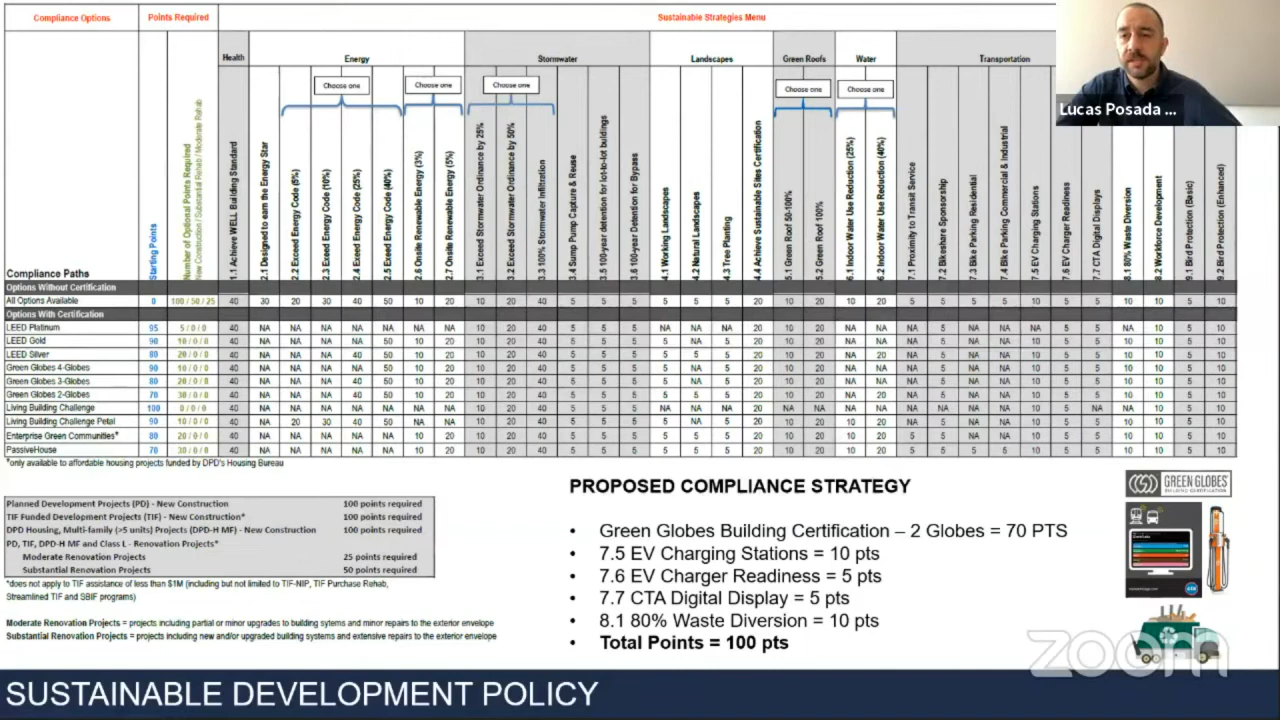 Compliance Options
Points Required
Sustainable Strategies Menu
Health
Energy
Stormwater
Landscapes
Green Roofs
Water
Transportation
Choose one
Choose one
Choose one
Choose one
Choose one
Lucas Posada ...
Compliance Paths
Starting Points
Number of Optional Points Required
New Construction / Substantial Rehab / Moderate Rehab
1.1 Achieve WELL Building Standard
2.1 Designed to earn the Energy Star
2.2 Exceed Energy Code (5%)
2.3 Exeed Energy Code (10%)
2.4 Exeed Energy Code (25%)
2.5 Exeed Energy Code (40%)
2.6 Onsite Renewable Energy (3%)
2.7 Onsite Renewable Energy (5%)
3.1 Exceed Stormwater Ordinance by 25%
3.2 Exceed Stormwater Ordinance by 50%
3.3 100% Stormwater Infiltration
3.4 Sump Pump Capture & Reuse
3.5 100-year detention for lot-to-lot buildings
3.6 100-year Detention for Bypass
4.1 Working Landscapes
4.2 Natural Landscapes
4.3 Tree Planting
4.4 Achieve Sustainable Sites Certification
5.1 Green Roof 50-100%
5.2 Green Roof 100%
6.1 Indoor Water Use Reduction (25%)
6.2 Indoor Water Use Reduction (40%)
7.1 Proximity to Transit Service
7.2 Bikeshare Sponsorship
7.3 Bike Parking Residential
7.4 Bike Parking Commercial & Industrial
7.5 EV Charging Stations
7.6 EV Charger Readiness
7.7 CTA Digital Displays
8.1 80% Waste Diversion
8.2 Workforce Development
9.1 Bird Protection (Basic)
9.2 Bird Protection (Enhanced)
Options Without Certification
All Options Available 0 100 / 50 / 25 40 30 20 30 40 50 10 20 10 20 40 5 5 5 5 5 5 20 10 20 10 20 5 5 5 5 10 5 5 10 10 5 10
Options With Certification
LEED Platinum 95 5 / 0 / 0 40 NA NA NA NA NA NA NA 10 20 40 5 5 5 NA NA NA 20 10 20 NA NA NA 5 NA NA NA 5 5 NA 10 5 10
LEED Gold 90 10 / 0 / 0 40 NA NA NA NA 50 10 20 10 20 40 5 5 5 5 NA 5 20 10 20 NA 20 NA 5 NA NA 10 5 5 10 10 5 10
LEED Silver 80 20 / 0 / 0 40 NA NA NA 40 50 10 20 10 20 40 5 5 5 5 NA 5 20 10 20 NA 20 NA 5 NA NA 10 5 5 10 10 5 10
Green Globes 4-Globes 90 10 / 0 / 0 40 NA NA NA NA 50 10 20 10 20 40 5 5 5 5 NA 5 20 10 20 NA 20 NA 5 NA NA 10 5 5 10 10 5 10
Green Globes 3-Globes 80 20 / 0 / 0 40 NA NA NA 40 50 10 20 10 20 40 5 5 5 5 NA 5 20 10 20 NA 20 NA 5 NA NA 10 5 5 10 10 5 10
Green Globes 2-Globes 70 30 / 0 / 0 40 NA NA NA 40 50 10 20 10 20 40 5 5 5 5 5 5 20 10 20 NA 20 NA 5 NA NA 10 5 5 10 10 5 10
Living Building Challenge 100 0 / 0 / 0 40 NA NA NA NA NA NA NA 10 20 40 5 5 5 NA NA NA 20 NA NA NA NA NA NA NA NA 10 5 NA NA 10 5 10
Living Building Challenge Petal 90 10 / 0 / 0 40 NA 20 30 40 50 10 20 10 20 40 5 5 5 5 NA 5 20 10 20 NA 20 NA 5 NA NA 10 5 5 10 10 5 10
Enterprise Green Communities* 80 20 / 0 / 0 40 NA NA NA NA NA 10 20 10 20 40 5 5 5 5 5 5 20 10 20 NA 20 5 5 NA NA 10 5 5 10 10 5 10
PassiveHouse 70 30 / 0 / 0 40 NA NA NA NA NA 10 20 10 20 40 5 5 5 5 5 5 20 10 20 10 20 5 5 NA NA 10 5 5 10 10 5 10
*only available to affordable housing projects funded by DPD's Housing Bureau
Planned Development Projects (PD) - New Construction 100 points required
TIF Funded Development Projects (TIF) - New Construction* 100 points required
DPD Housing, Multi-family (>5 units) Projects (DPD-H MF) - New Construction 100 points required
PD, TIF, DPD-H MF and Class L - Renovation Projects*
Moderate Renovation Projects 25 points required
Substantial Renovation Projects 50 points required
*does not apply to TIF assistance of less than $1M (including but not limited to TIF-NIP, TIF Purchase Rehab,
Streamlined TIF and SBIF programs)
Moderate Renovation Projects = projects including partial or minor upgrades to building sytems and minor repairs to the exterior envelope
Substantial Renovation Projects = projects including new and/or upgraded building systems and extensive repairs to the exterior envelope
PROPOSED COMPLIANCE STRATEGY
• Green Globes Building Certification – 2 Globes = 70 PTS
• 7.5 EV Charging Stations = 10 pts
• 7.6 EV Charger Readiness = 5 pts
• 7.7 CTA Digital Display = 5 pts
• 8.1 80% Waste Diversion = 10 pts
• Total Points = 100 pts
GREEN GLOBES
BUILDING CERTIFICATION
zoom
SUSTAINABLE DEVELOPMENT POLICY